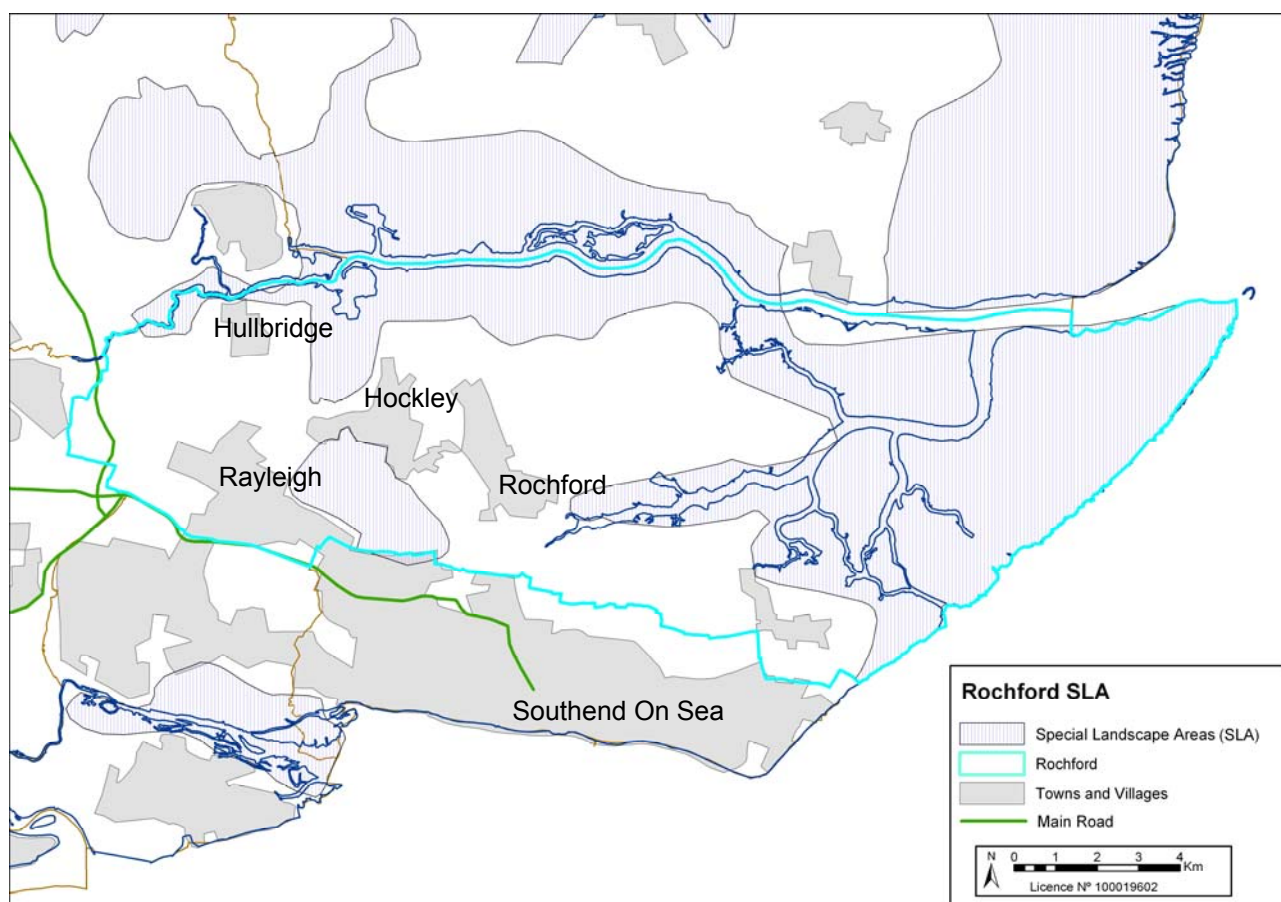 Hullbridge
Hockley
Rayleigh
Rochford
Southend On Sea
Rochford SLA
Special Landscape Areas (SLA)
Rochford
Towns and Villages
Main Road
N 0 1 2 3 4
Km
Licence Nº 100019602